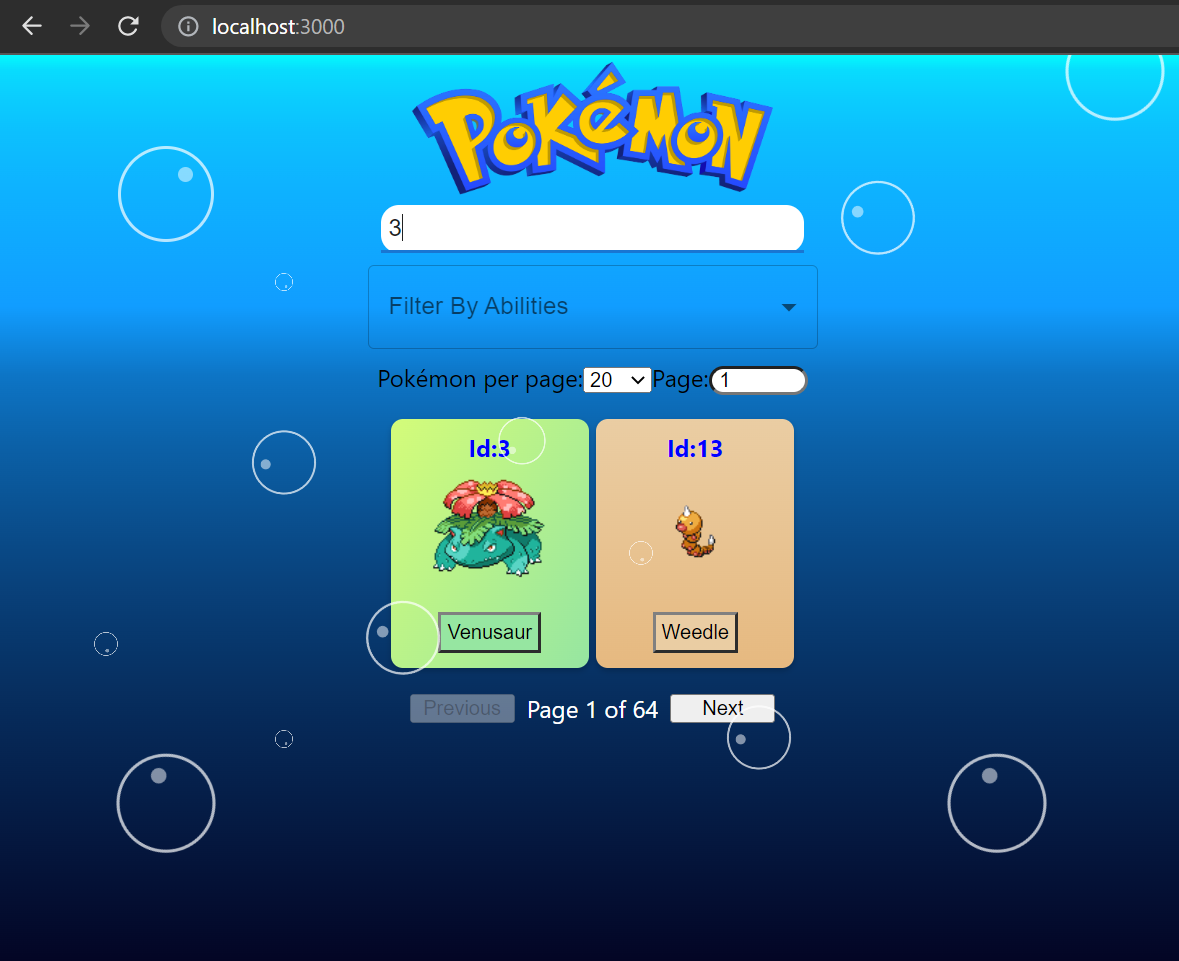 localhost:3000
POKéMON
3
Filter By Abilities
Pokémon per page:20 Page:1
Id:3 Id:13
Venusaur Weedle
Previous Page 1 of 64 Next